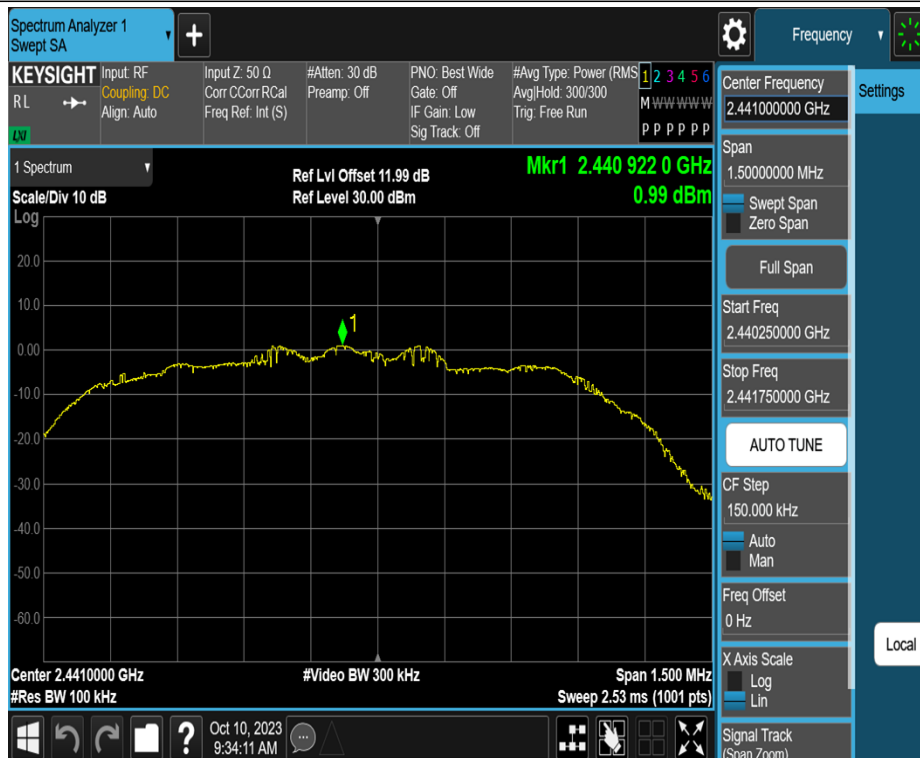 Spectrum Analyzer 1
Swept SA
+
Frequency
KEYSIGHT
RL
LXI
Input: RF
Coupling: DC
Align: Auto
Input Z: 50 Ω
Corr CCorr RCal
Freq Ref: Int (S)
#Atten: 30 dB
Preamp: Off
PNO: Best Wide
Gate: Off
IF Gain: Low
Sig Track: Off
#Avg Type: Power (RMS
Avg|Hold: 300/300
Trig: Free Run
1 2 3 4 5 6
M W W W W W
P P P P P P
1 Spectrum
Scale/Div 10 dB
Log
Ref Lvl Offset 11.99 dB
Ref Level 30.00 dBm
Mkr1 2.440 922 0 GHz
0.99 dBm
20.0
10.0
0.00
-10.0
-20.0
-30.0
-40.0
-50.0
-60.0
1
Center 2.4410000 GHz
#Res BW 100 kHz
#Video BW 300 kHz
Span 1.500 MHz
Sweep 2.53 ms (1001 pts)
Center Frequency
2.441000000 GHz
Span
1.50000000 MHz
Swept Span
Zero Span
Full Span
Start Freq
2.440250000 GHz
Stop Freq
2.441750000 GHz
AUTO TUNE
CF Step
150.000 kHz
Auto
Man
Freq Offset
0 Hz
X Axis Scale
Log
Lin
Signal Track
(Span Zoom)
Settings
Local
?
Oct 10, 2023
9:34:11 AM